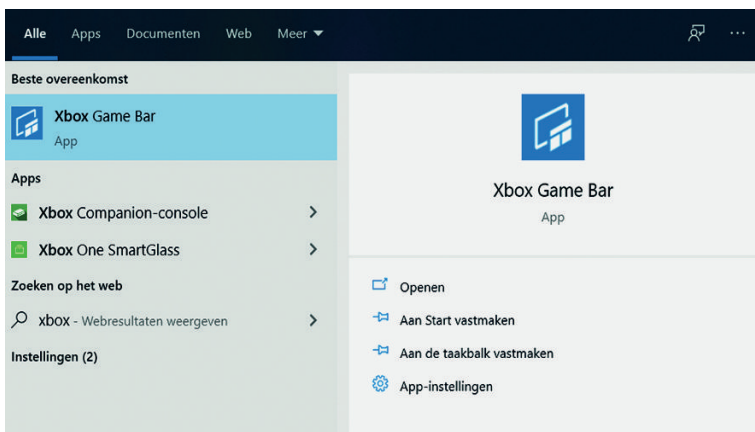 Alle Apps Documenten Web Meer
Beste overeenkomst
Xbox Game Bar
App
Apps
Xbox Companion-console
Xbox One SmartGlass
Zoeken op het web
xbox - Webresultaten weergeven
Instellingen (2)
Xbox Game Bar
App
Openen
Aan Start vastmaken
Aan de taakbalk vastmaken
App-instellingen